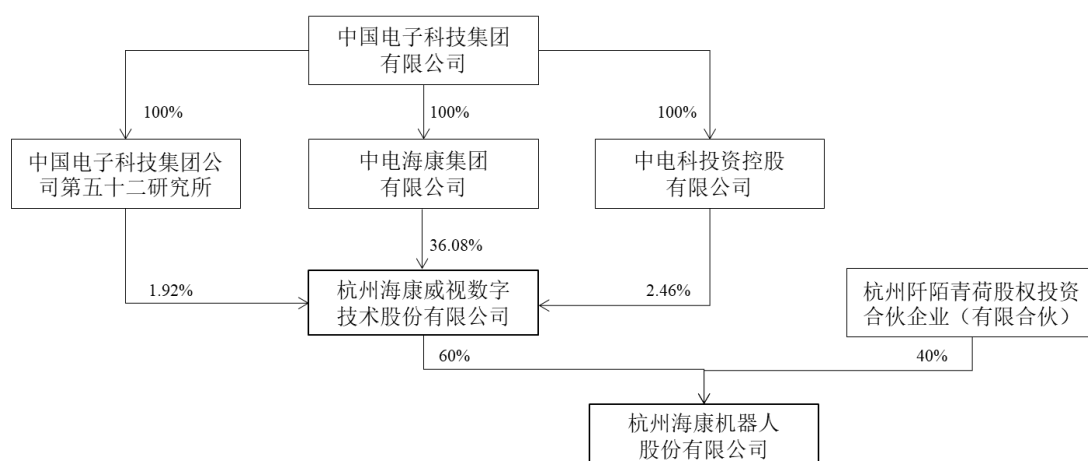 中国电子科技集团
有限公司
100%
100%
100%
中国电子科技集团公
司第五十二研究所
中电海康集团
有限公司
中电科投资控股
有限公司
36.08%
1.92%
2.46%
杭州海康威视数字
技术股份有限公司
杭州阡陌青荷股权投资
合伙企业（有限合伙）
60%
40%
杭州海康机器人
股份有限公司